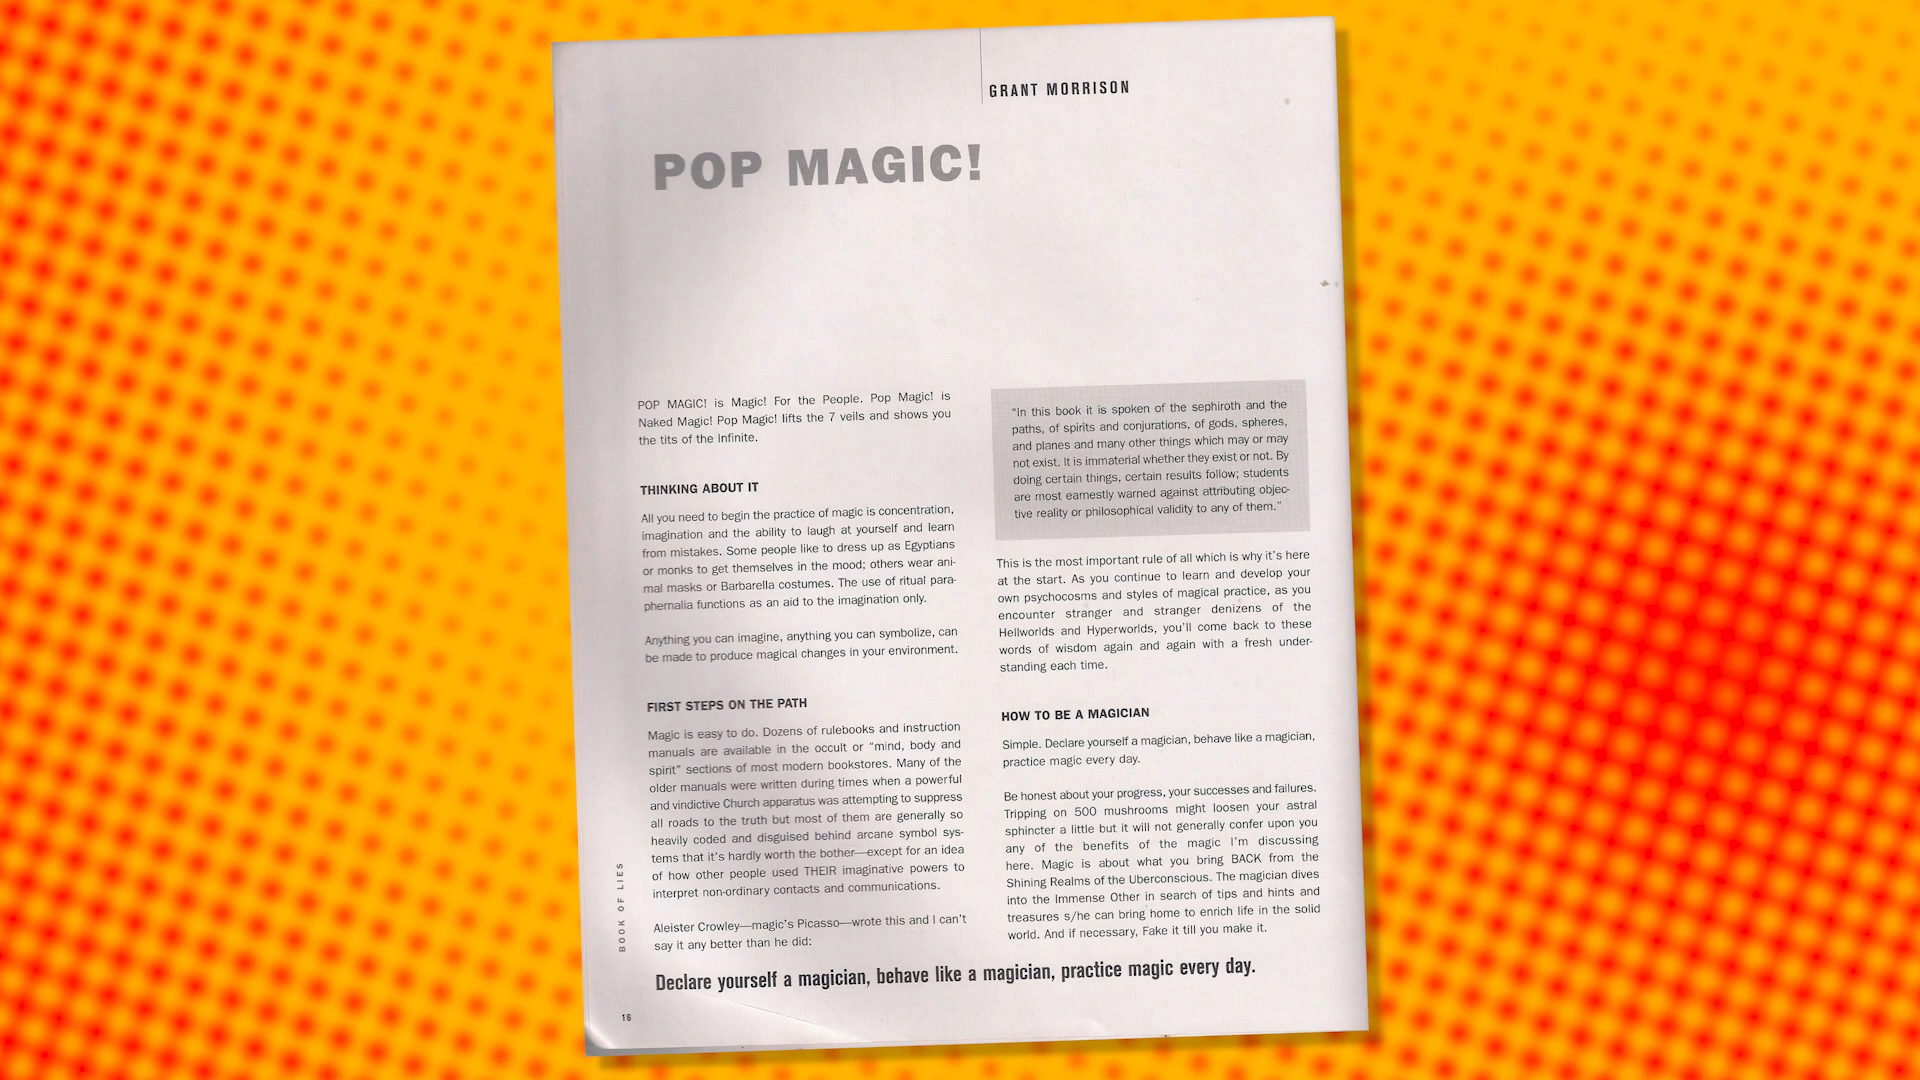 GRANT MORRISON
POP MAGIC!
POP MAGIC! is Magic! For the People. Pop Magic! is
Naked Magic! Pop Magic! lifts the 7 veils and shows you
the tits of the Infinite.
THINKING ABOUT IT
All you need to begin the practice of magic is concentration,
imagination and the ability to laugh at yourself and learn
from mistakes. Some people like to dress up as Egyptians
or monks to get themselves in the mood; others wear ani-
mal masks or Barbarella costumes. The use of ritual para-
phernalia functions as an aid to the imagination only.
Anything you can imagine, anything you can symbolize, can
be made to produce magical changes in your environment.
FIRST STEPS ON THE PATH
Magic is easy to do. Dozens of rulebooks and instruction
manuals are available in the occult or “mind, body and
spirit” sections of most modern bookstores. Many of the
older manuals were written during times when a powerful
and vindictive Church apparatus was attempting to suppress
all roads to the truth but most of them are generally so
heavily coded and disguised behind arcane symbol sys-
tems that it's hardly worth the bother—except for an idea
of how other people used THEIR imaginative powers to
interpret non-ordinary contacts and communications.
Aleister Crowley—magic's Picasso—wrote this and I can't
say it any better than he did:
“In this book it is spoken of the sephiroth and the
paths, of spirits and conjurations, of gods, spheres,
and planes and many other things which may or may
not exist. It is immaterial whether they exist or not. By
doing certain things, certain results follow; students
are most earnestly warned against attributing objec-
tive reality or philosophical validity to any of them.”
This is the most important rule of all which is why it's here
at the start. As you continue to learn and develop your
own psychocosms and styles of magical practice, as you
encounter stranger and stranger denizens of the
Hellworlds and Hyperworlds, you'll come back to these
words of wisdom again and again with a fresh under-
standing each time.
HOW TO BE A MAGICIAN
Simple. Declare yourself a magician, behave like a magician,
practice magic every day.
Be honest about your progress, your successes and failures.
Tripping on 500 mushrooms might loosen your astral
sphincter a little but it will not generally confer upon you
any of the benefits of the magic I'm discussing
here. Magic is about what you bring BACK from the
Shining Realms of the Uberconscious. The magician dives
into the Immense Other in search of tips and hints and
treasures s/he can bring home to enrich life in the solid
world. And if necessary, Fake it till you make it.
Declare yourself a magician, behave like a magician, practice magic every day.
BOOK OF LIES
16